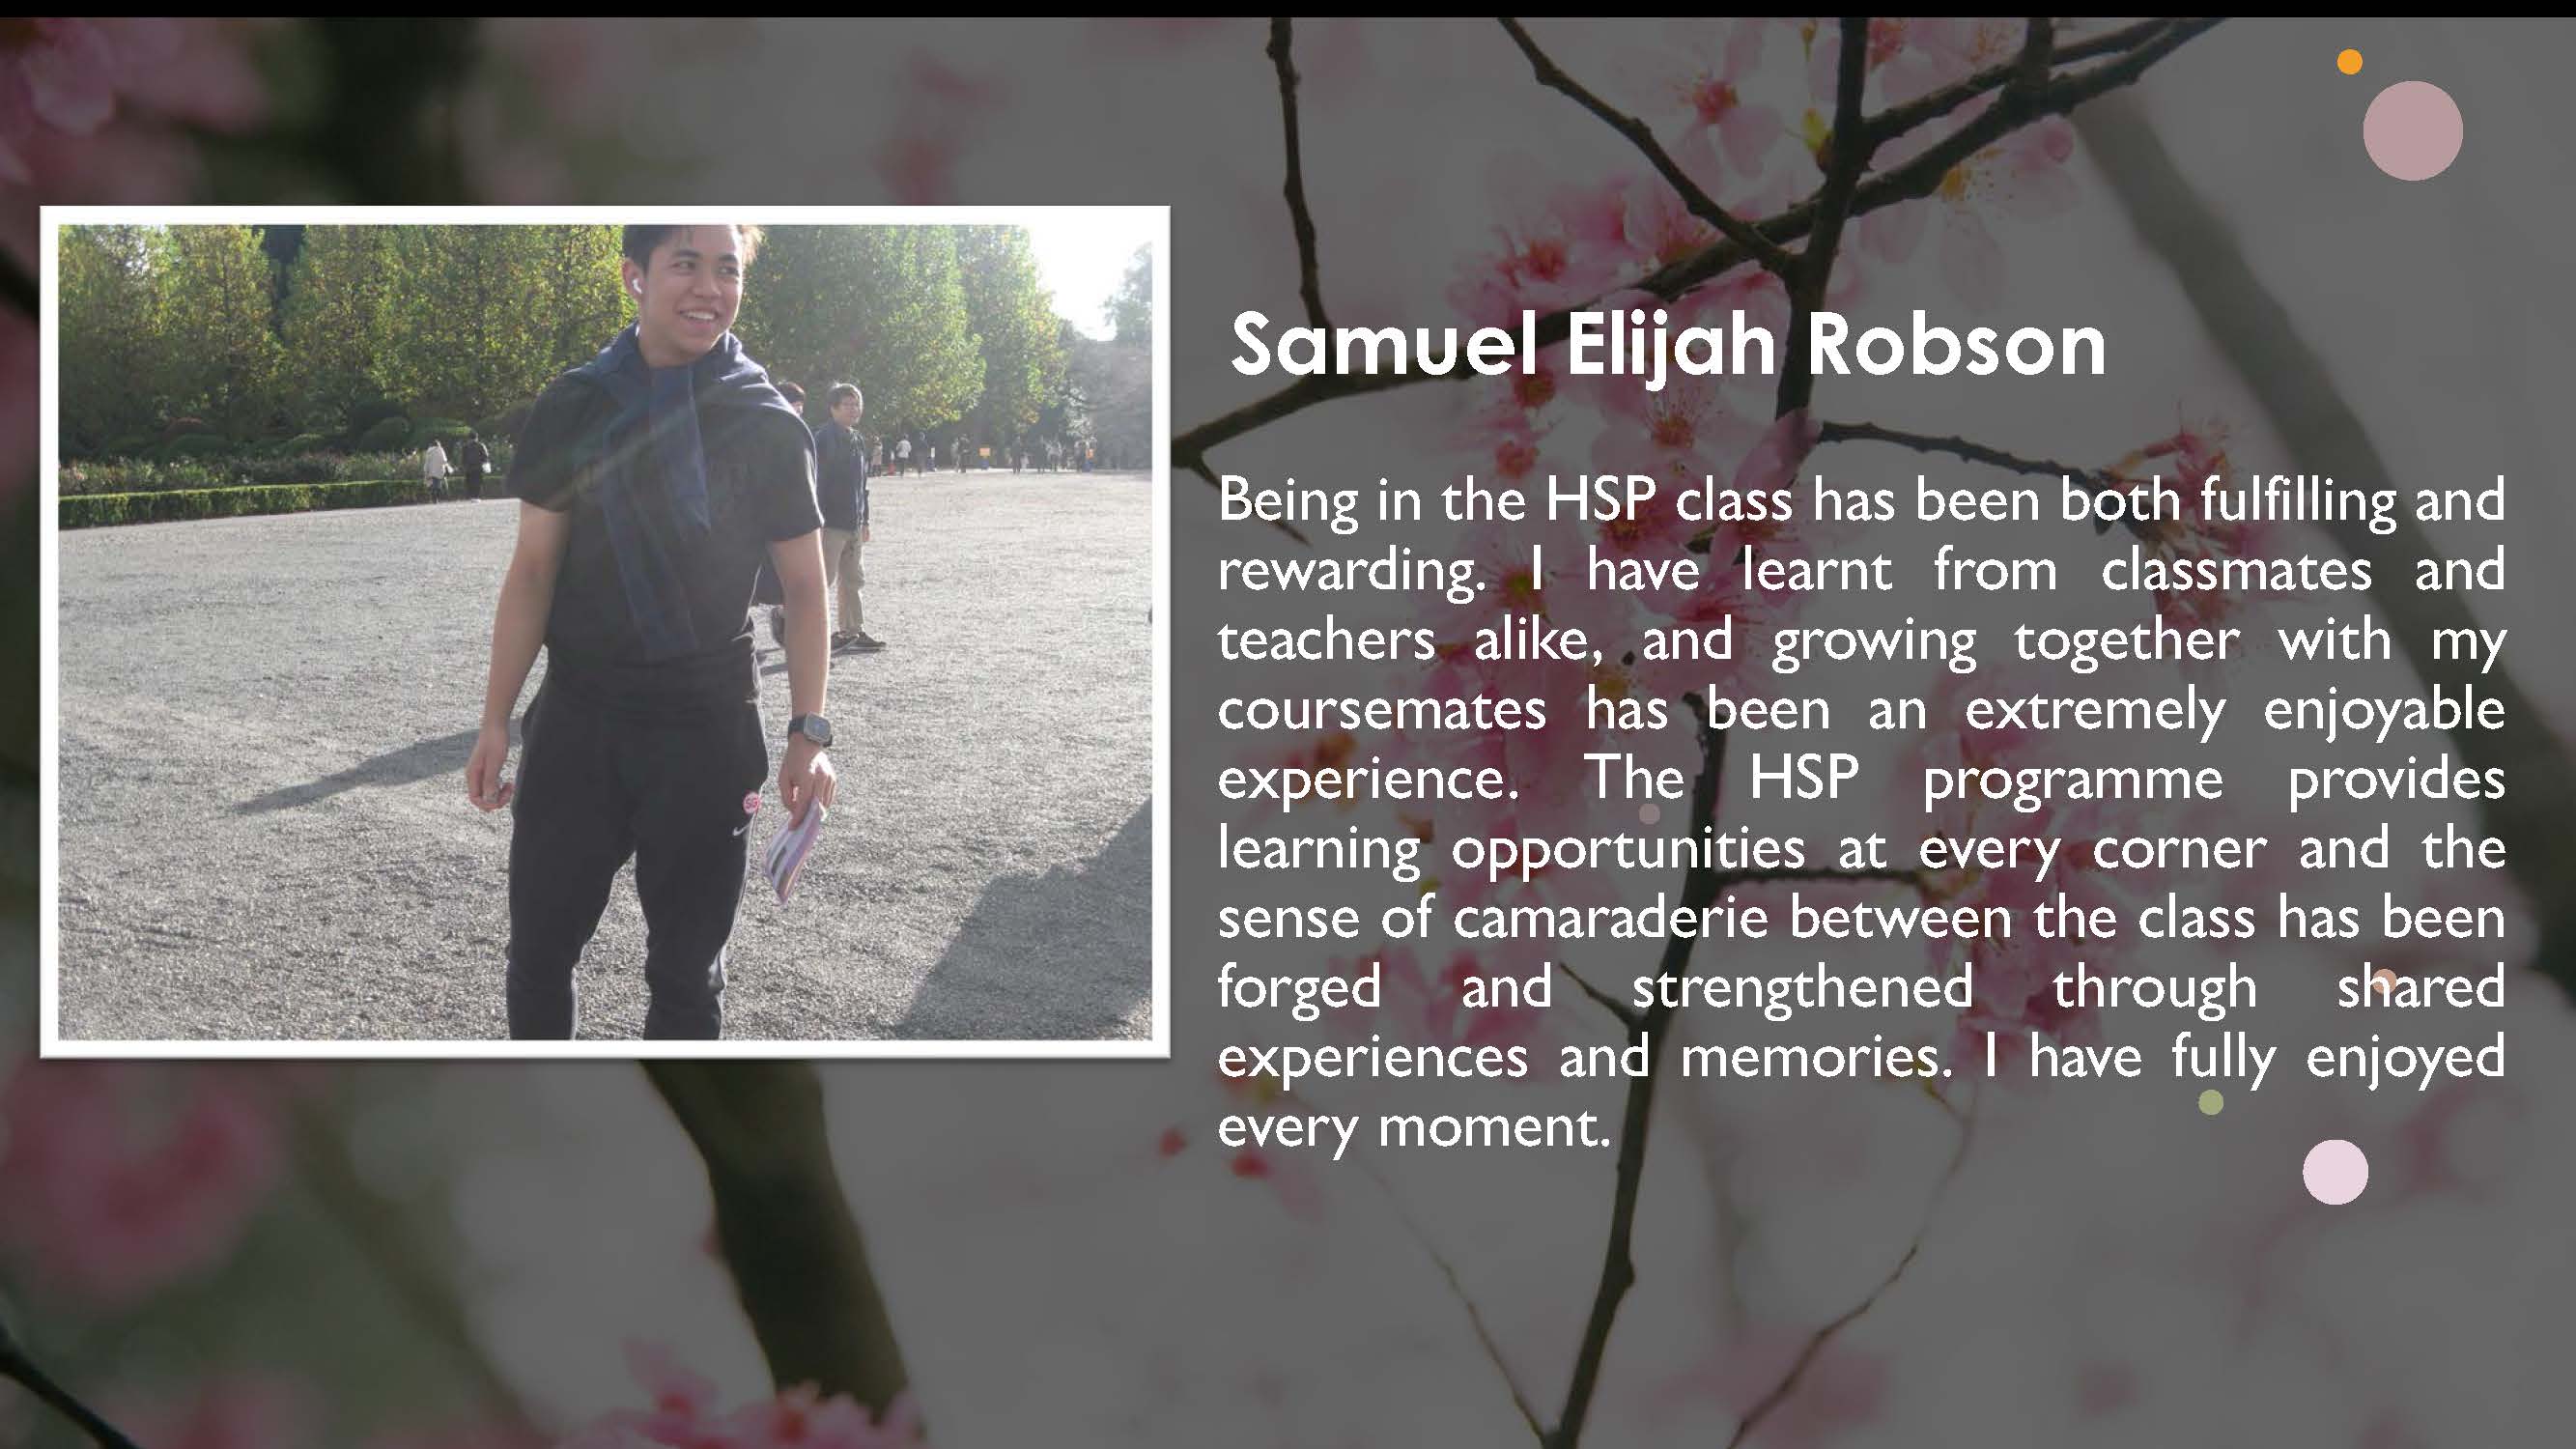 Samuel Elijah Robson
Being in the HSP class has been both fulfilling and
rewarding. I have learnt from classmates and
teachers alike, and growing together with my
coursemates has been an extremely enjoyable
experience. The HSP programme provides
learning opportunities at every corner and the
sense of camaraderie between the class has been
forged and strengthened through shared
experiences and memories. I have fully enjoyed
every moment.
SG